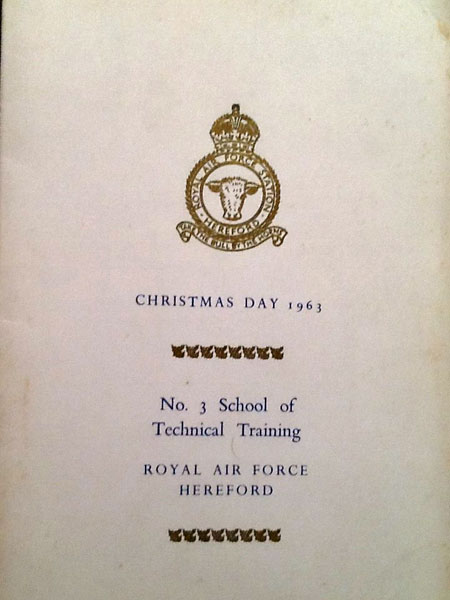 ROYAL AIR FORCE STATION
HEREFORD
TAKE THE BULL BY THE HORNS
CHRISTMAS DAY 1963
No. 3 School of
Technical Training
ROYAL AIR FORCE
HEREFORD